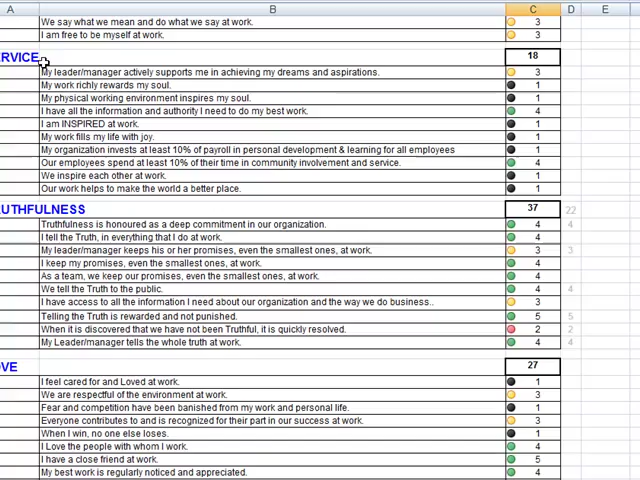 A B C D E
We say what we mean and do what we say at work. 3
I am free to be myself at work. 3
ERVICE 18
My leader/manager actively supports me in achieving my dreams and aspirations. 3
My work richly rewards my soul. 1
My physical working environment inspires my soul. 1
I have all the information and authority I need to do my best work. 4
I am INSPIRED at work. 1
My work fills my life with joy. 1
My organization invests at least 10% of payroll in personal development & learning for all employees 1
Our employees spend at least 10% of their time in community involvement and service. 4
We inspire each other at work. 1
Our work helps to make the world a better place. 1
UTHFULNESS 37 22
Truthfulness is honoured as a deep commitment in our organization. 4 4
I tell the Truth, in everything that I do at work. 4
My leader/manager keeps his or her promises, even the smallest ones, at work. 3 3
I keep my promises, even the smallest ones, at work. 4
As a team, we keep our promises, even the smallest ones, at work. 4
We tell the Truth to the public. 4 4
I have access to all the information I need about our organization and the way we do business.. 3
Telling the Truth is rewarded and not punished. 5 5
When it is discovered that we have not been Truthful, it is quickly resolved. 2 2
My Leader/manager tells the whole truth at work. 4 4
OVE 27
I feel cared for and Loved at work. 1
We are respectful of the environment at work. 3
Fear and competition have been banished from my work and personal life. 1
Everyone contributes to and is recognized for their part in our success at work. 3
When I win, no one else loses. 1
I Love the people with whom I work. 4
I have a close friend at work. 5
My best work is regularly noticed and appreciated. 4